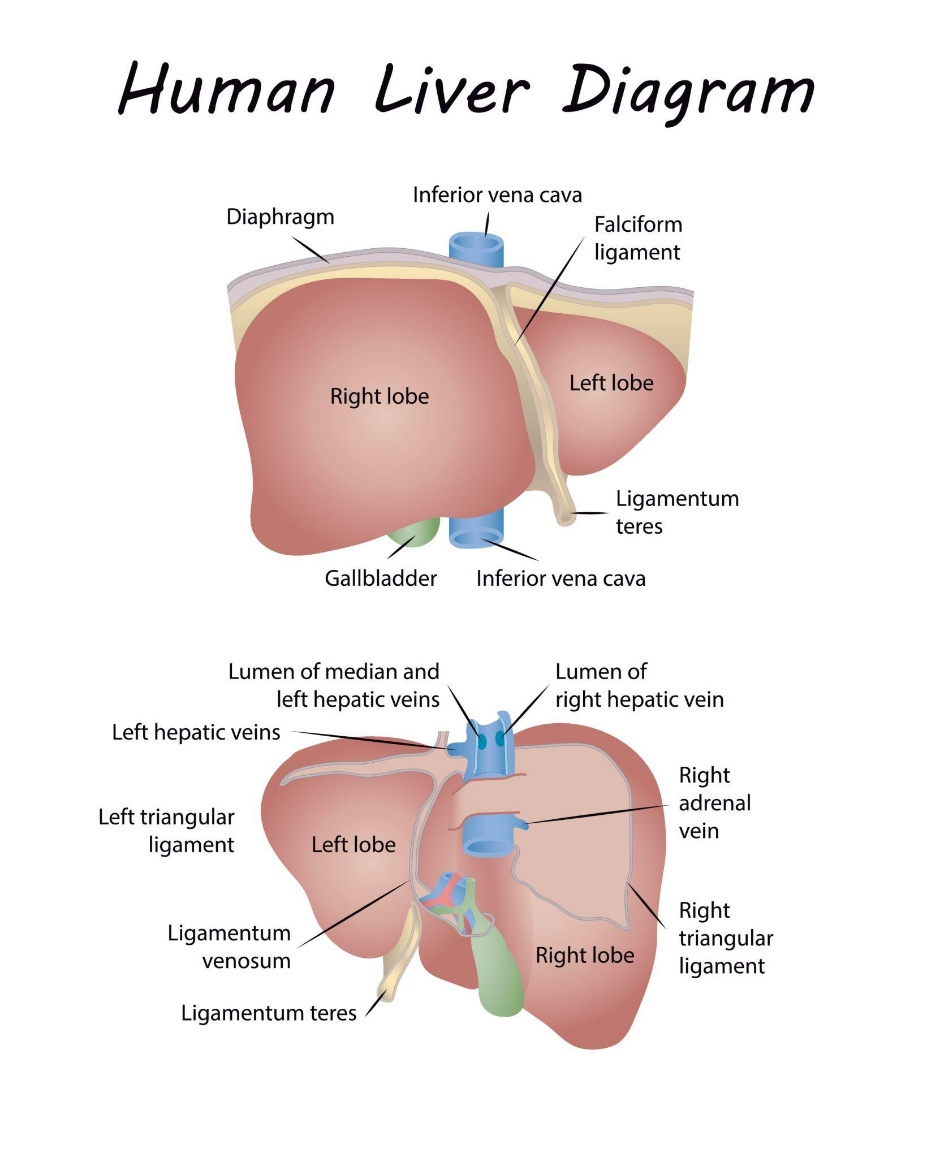 Human Liver Diagram
Inferior vena cava
Diaphragm
Falciform
ligament
Right lobe
Left lobe
Ligamentum
teres
Gallbladder
Inferior vena cava
Lumen of median and
left hepatic veins
Lumen of
right hepatic vein
Left hepatic veins
Right
adrenal
vein
Left triangular
ligament
Left lobe
Ligamentum
venosum
Right
triangular
ligament
Right lobe
Ligamentum teres